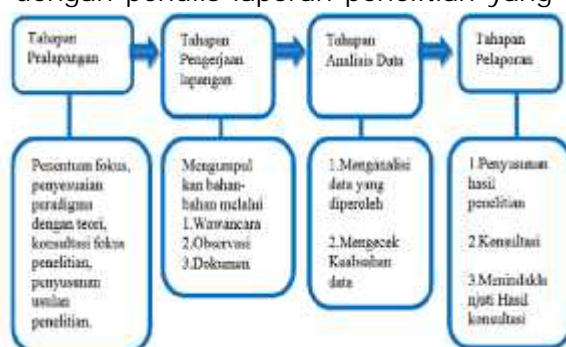 dengan penulis laporan penelitian yang
Tahapan
Pralapangan
Tahapan
Pengerjaan
lapangan
Tahapan
Analisis Data
Tahapan
Pelaporan
Penentuan fokus,
penyesuaian
paradigma
dengan teori,
konsultasi fokus
penelitian,
penyusunan
usulan
penelitian.
Mengumpul
kan bahan-
bahan melalui
1.Wawancara
2.Observasi
3.Dokuman
1.Menganalisi
data yang
diperoleh
2.Mengecek
Kaabsahan
data
1.Penyusunan
hasil
penelitian
2.Konsultasi
3.Menindakla
njuti Hasil
konsultasi